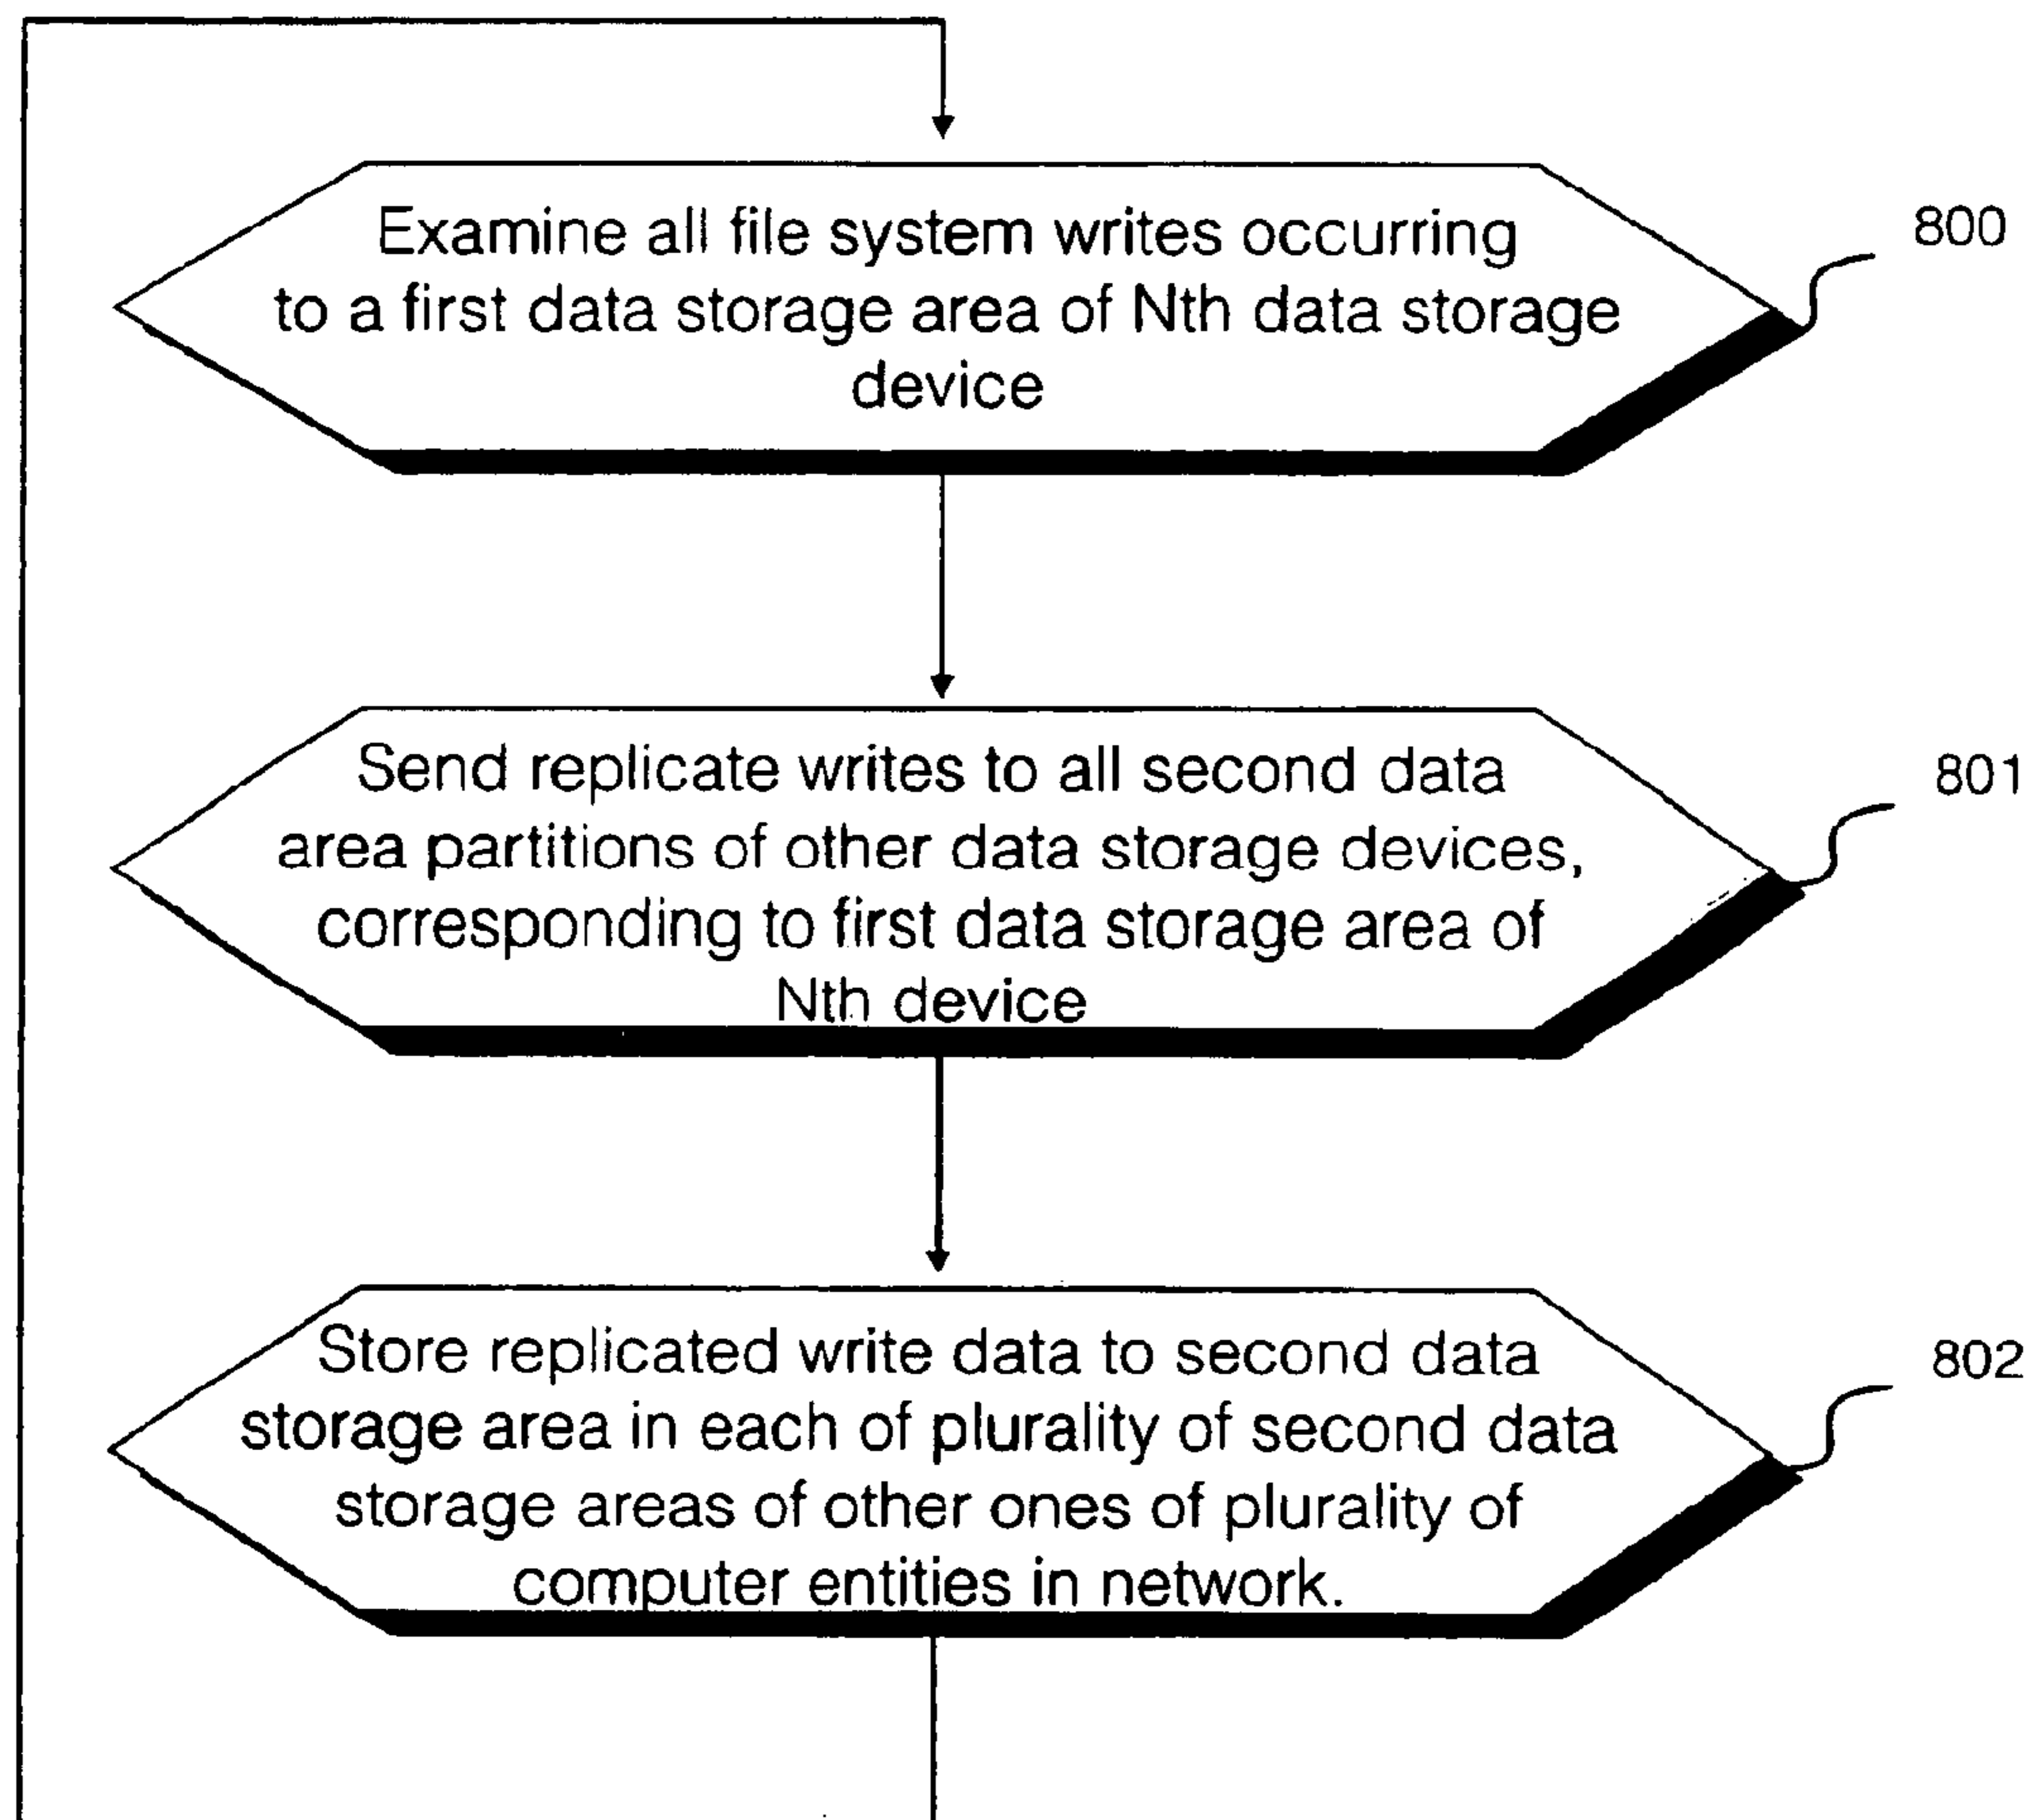 Examine all file system writes occurring
to a first data storage area of Nth data storage
device
800
Send replicate writes to all second data
area partitions of other data storage devices,
corresponding to first data storage area of
Nth device
801
Store replicated write data to second data
storage area in each of plurality of second data
storage areas of other ones of plurality of
computer entities in network.
802